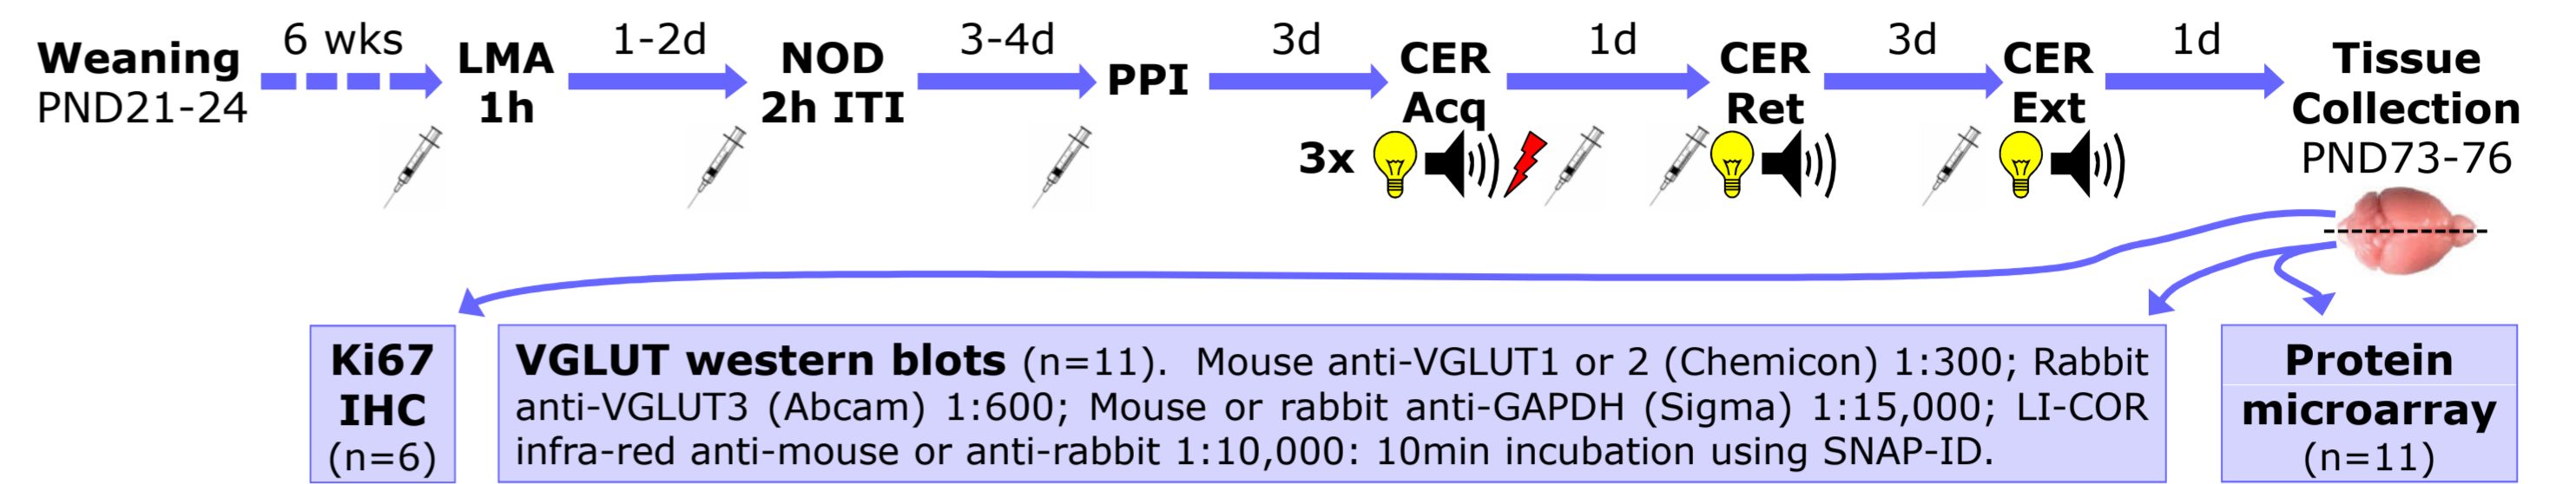 Weaning
PND21-24
6 wks
LMA
1h
1-2d
NOD
2h ITI
3-4d
PPI
3d
CER
Acq
3x
1d
CER
Ret
3d
CER
Ext
1d
Tissue
Collection
PND73-76
Ki67
IHC
(n=6)
VGLUT western blots (n=11). Mouse anti-VGLUT1 or 2 (Chemicon) 1:300; Rabbit
anti-VGLUT3 (Abcam) 1:600; Mouse or rabbit anti-GAPDH (Sigma) 1:15,000; LI-COR
infra-red anti-mouse or anti-rabbit 1:10,000: 10min incubation using SNAP-ID.
Protein
microarray
(n=11)